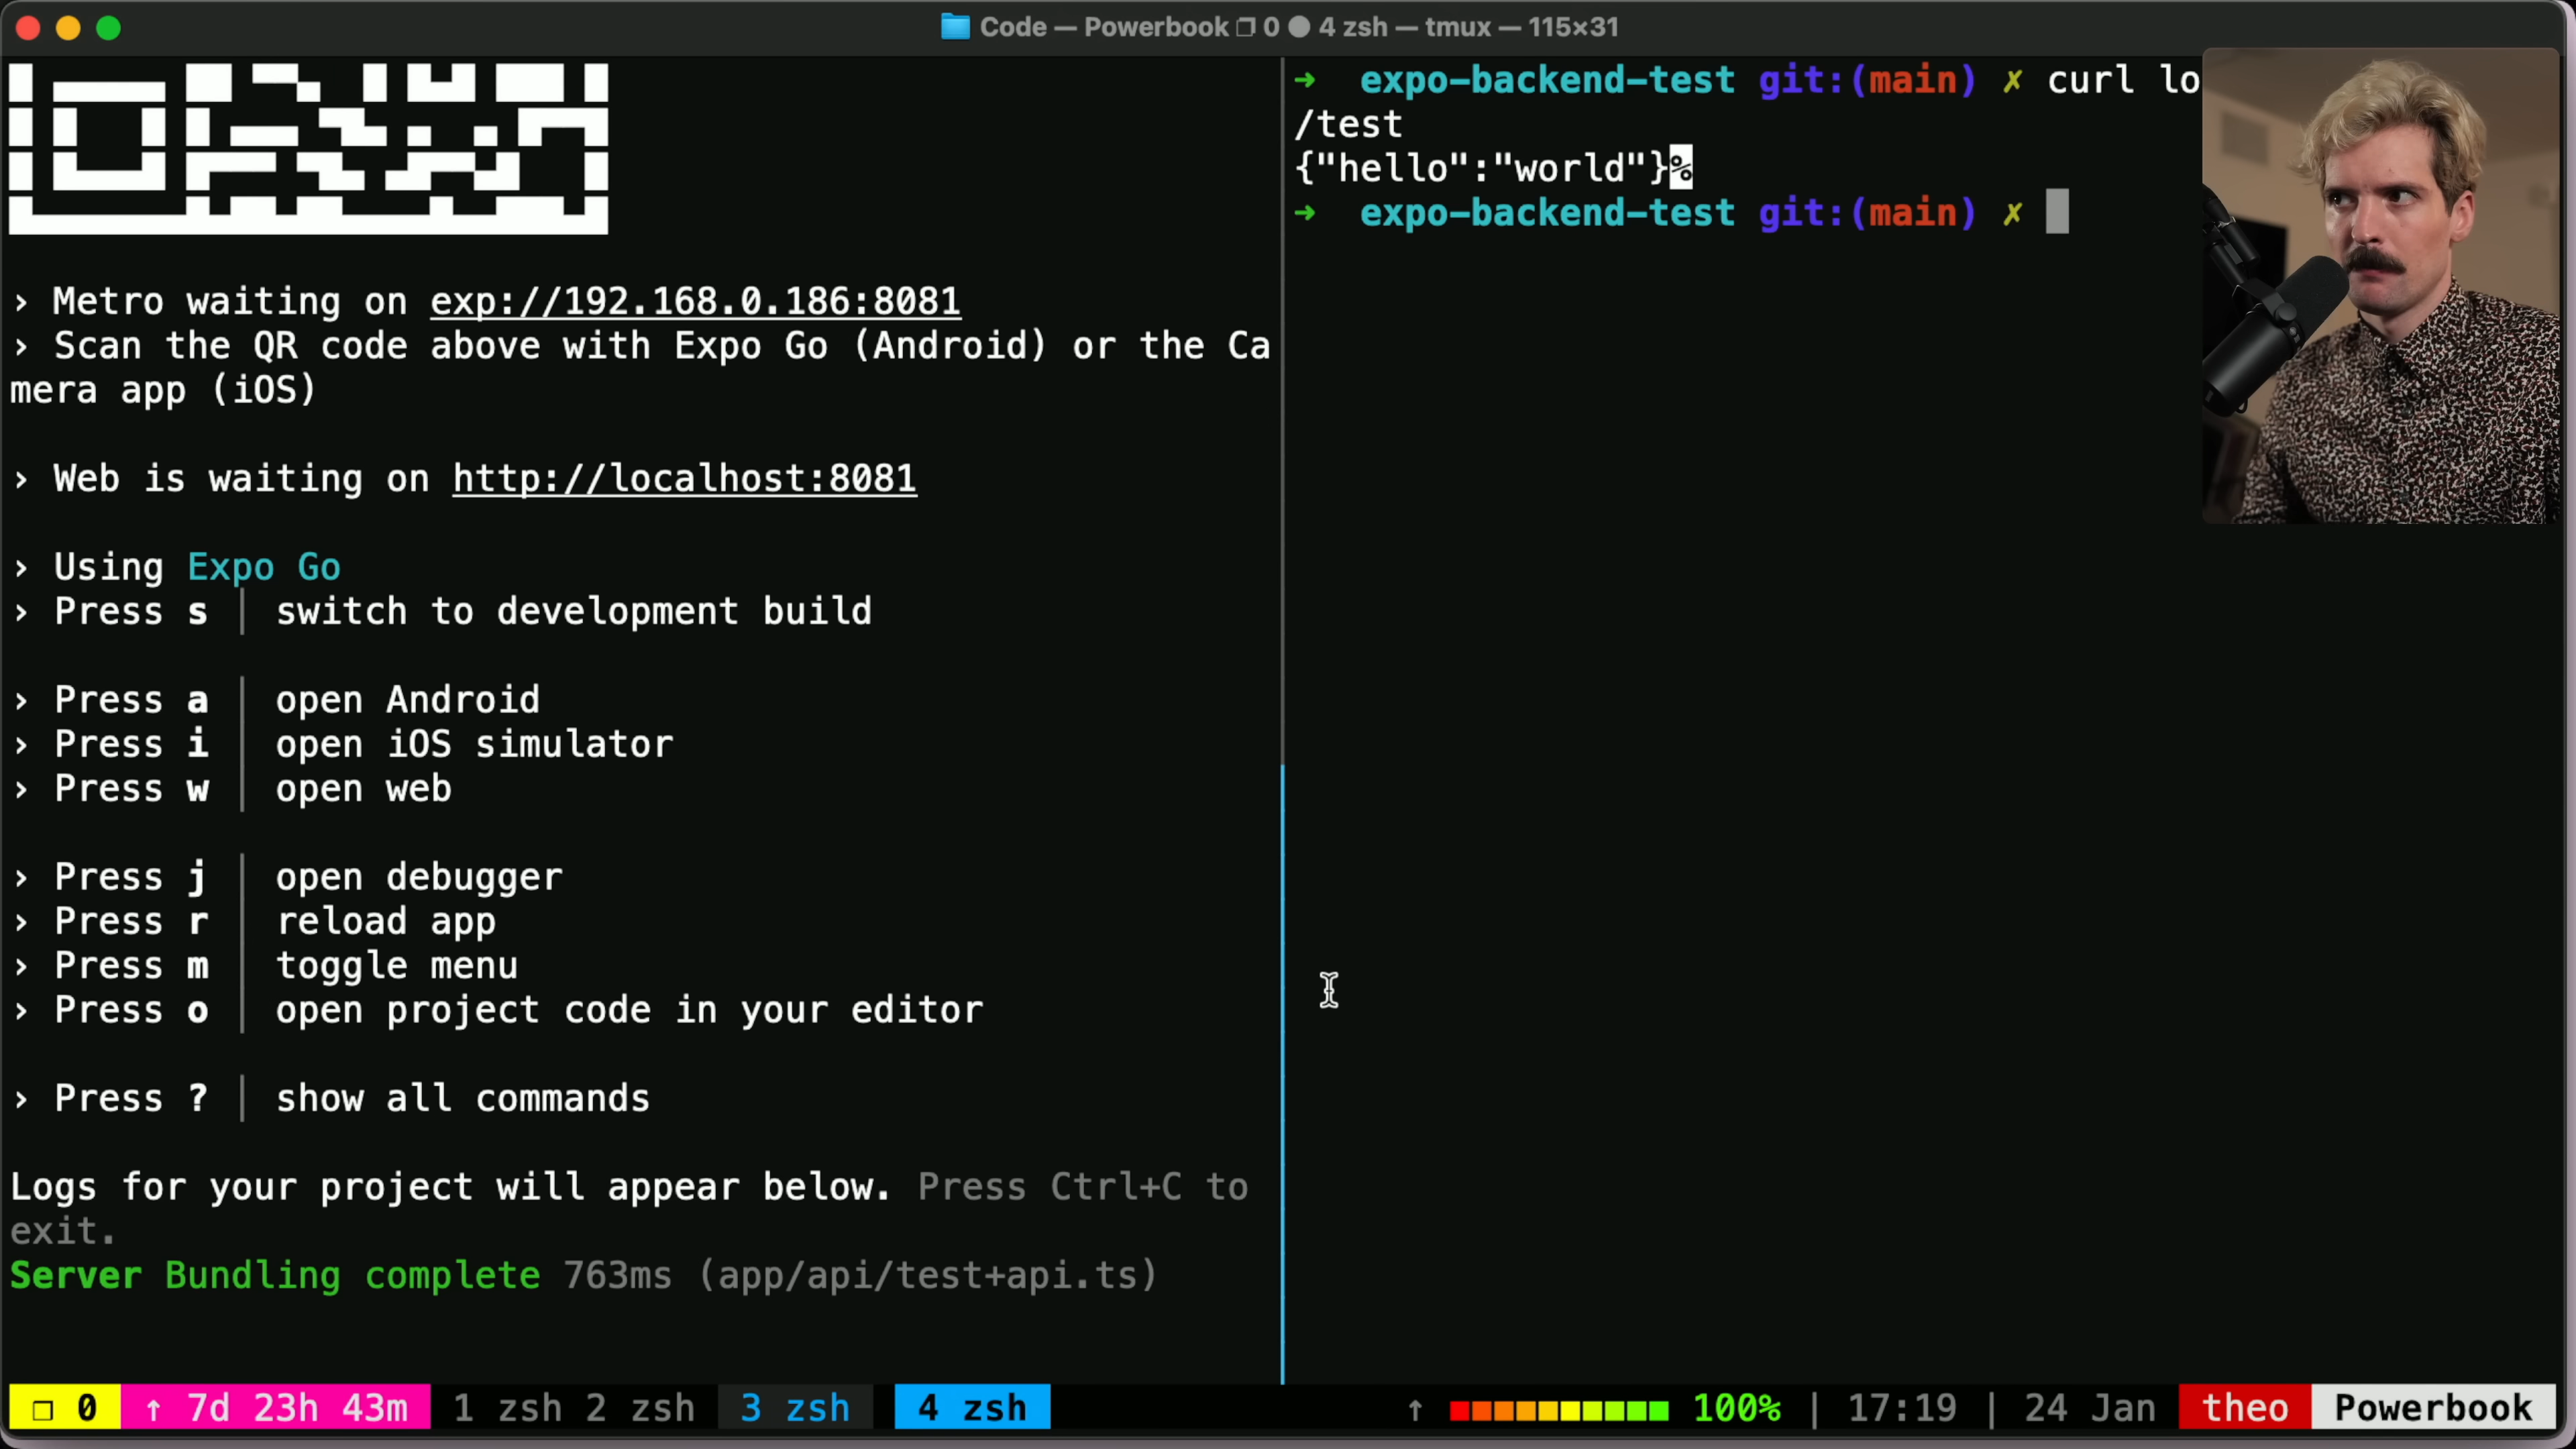 Code — Powerbook ❐ 0 ● 4 zsh — tmux — 115×31
› Metro waiting on exp://192.168.0.186:8081
› Scan the QR code above with Expo Go (Android) or the Ca
mera app (iOS)
› Web is waiting on http://localhost:8081
› Using Expo Go
› Press s │ switch to development build
› Press a │ open Android
› Press i │ open iOS simulator
› Press w │ open web
› Press j │ open debugger
› Press r │ reload app
› Press m │ toggle menu
› Press o │ open project code in your editor
› Press ? │ show all commands
Logs for your project will appear below. Press Ctrl+C to
exit.
Server Bundling complete 763ms (app/api/test+api.ts)
➜ expo-backend-test git:(main) ✗ curl lo
/test
{"hello":"world"}%
➜ expo-backend-test git:(main) ✗
❐ 0 ↑ 7d 23h 43m 1 zsh 2 zsh 3 zsh 4 zsh ↑ 100% | 17:19 | 24 Jan theo Powerbook